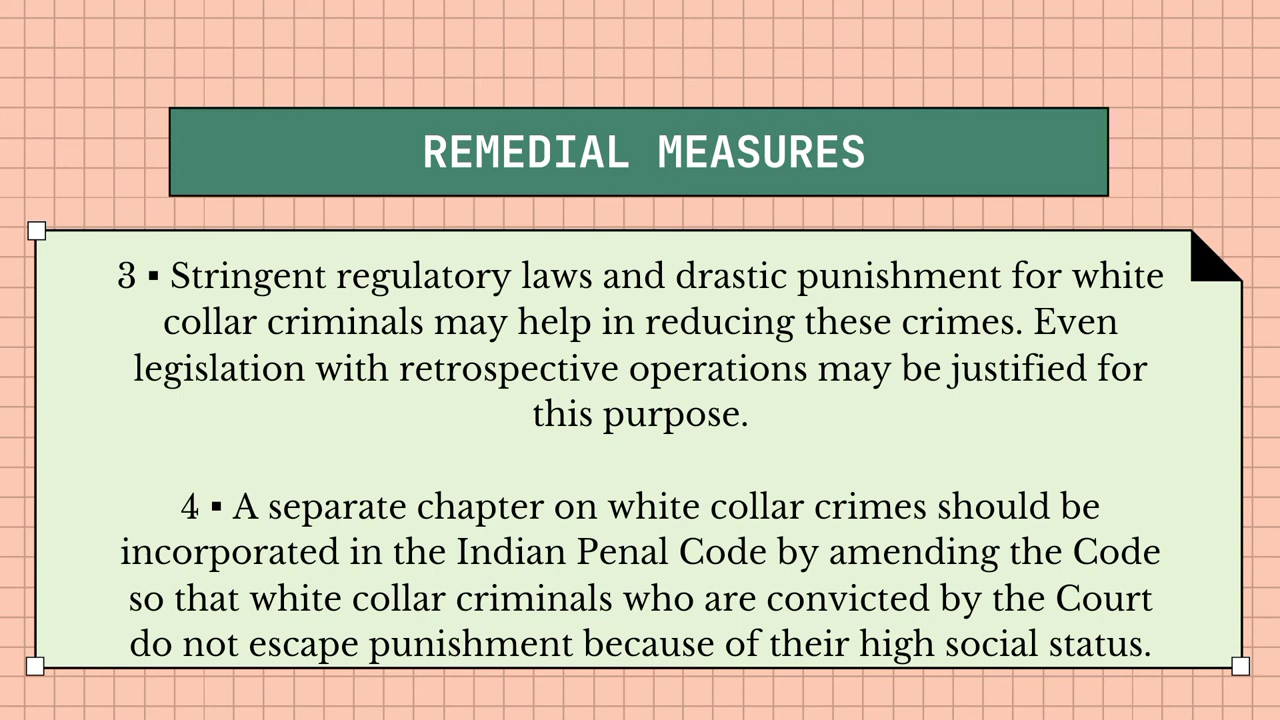 REMEDIAL MEASURES
3 ▪ Stringent regulatory laws and drastic punishment for white
collar criminals may help in reducing these crimes. Even
legislation with retrospective operations may be justified for
this purpose.
4 ▪ A separate chapter on white collar crimes should be
incorporated in the Indian Penal Code by amending the Code
so that white collar criminals who are convicted by the Court
do not escape punishment because of their high social status.